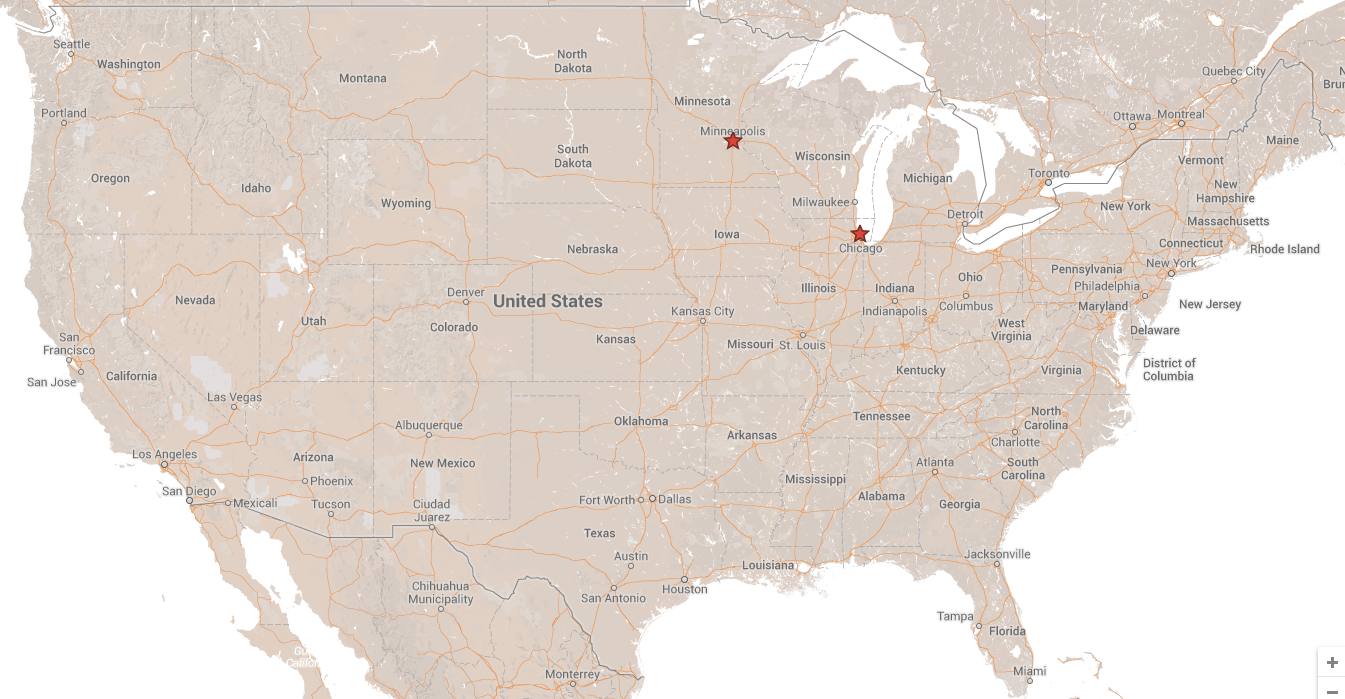 Seattle
Washington
Montana
North
Dakota
Minnesota
Quebec City
Portland
Minneapolis
Ottawa
Montreal
Maine
South
Dakota
Wisconsin
Vermont
Oregon
Idaho
Michigan
Toronto
New
Hampshire
Wyoming
Milwaukee
Detroit
New York
Massachusetts
Iowa
Nebraska
Chicago
Connecticut
Rhode Island
New York
Pennsylvania
Ohio
Illinois
Indiana
Philadelphia
Nevada
Denver
United States
Kansas City
Indianapolis
Columbus
Maryland
New Jersey
Utah
Colorado
Kansas
Missouri
St. Louis
West
Virginia
Delaware
San
Francisco
San Jose
California
Kentucky
Virginia
District of
Columbia
Las Vegas
Albuquerque
Oklahoma
Arkansas
Tennessee
North
Carolina
Charlotte
Los Angeles
Arizona
New Mexico
Atlanta
South
Carolina
Phoenix
Mississippi
San Diego
Mexicali
Tucson
Ciudad
Juarez
Fort Worth
Dallas
Alabama
Georgia
Texas
Austin
Louisiana
Jacksonville
Chihuahua
Municipality
San Antonio
Houston
Tampa
Florida
Monterrey
Miami
+
−